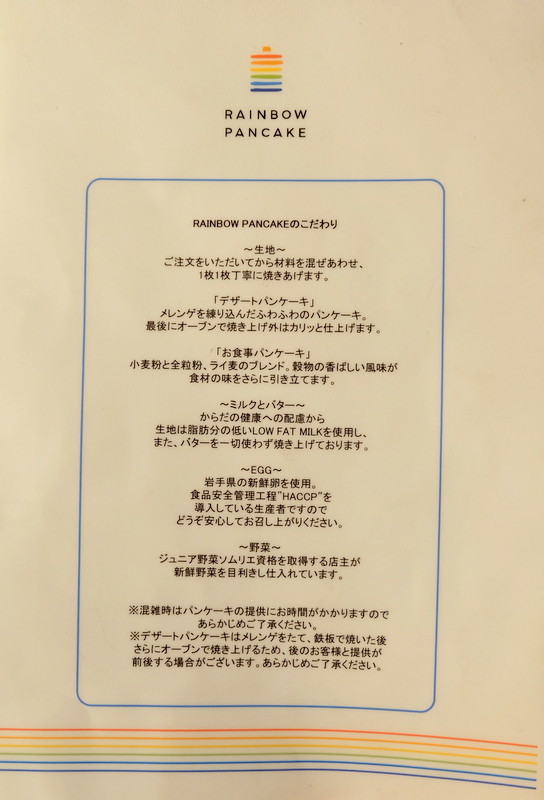 RAINBOW
PANCAKE
RAINBOW PANCAKEのこだわり
～生地～
ご注文をいただいてから材料を混ぜあわせ、
1枚1枚丁寧に焼きあげます。
「デザートパンケーキ」
メレンゲを練り込んだふわふわのパンケーキ。
最後にオーブンで焼き上げ外はカリッと仕上げます。
「お食事パンケーキ」
小麦粉と全粒粉、ライ麦のブレンド。穀物の香ばしい風味が
食材の味をさらに引き立てます。
～ミルクとバター～
からだの健康への配慮から
生地は脂肪分の低いLOW FAT MILKを使用し、
また、バターを一切使わず焼き上げております。
～EGG～
岩手県の新鮮卵を使用。
食品安全管理工程"HACCP"を
導入している生産者ですので
どうぞ安心してお召し上がりください。
～野菜～
ジュニア野菜ソムリエ資格を取得する店主が
新鮮野菜を目利きし仕入れています。
※混雑時はパンケーキの提供にお時間がかかりますので
あらかじめご了承ください。
※デザートパンケーキはメレンゲをたて、鉄板で焼いた後
さらにオーブンで焼き上げるため、後のお客様と提供が
前後する場合がございます。あらかじめご了承ください。